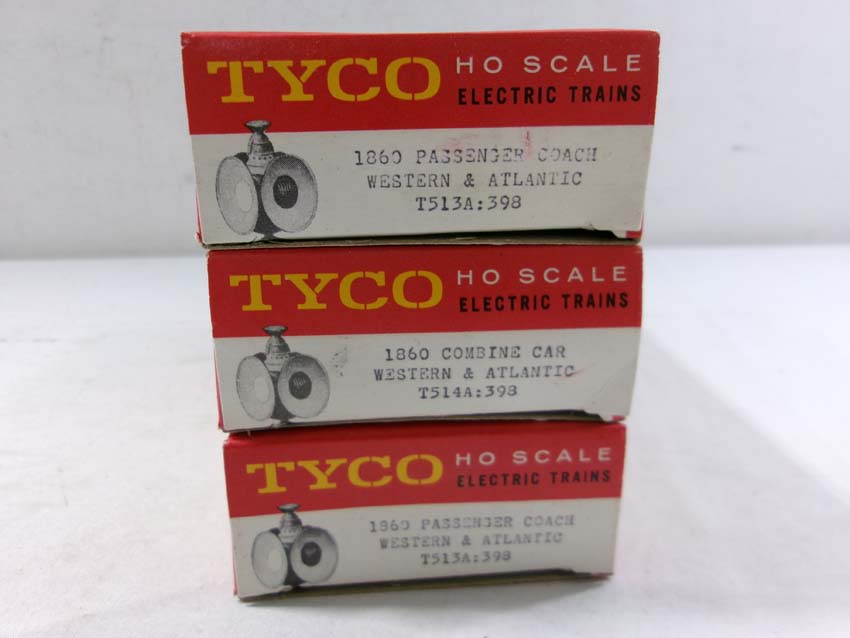 TYCO HO SCALE
ELECTRIC TRAINS
1860 PASSENGER COACH
WESTERN & ATLANTIC
T513A:398
TYCO HO SCALE
ELECTRIC TRAINS
1860 COMBINE CAR
WESTERN & ATLANTIC
T514A:398
TYCO HO SCALE
ELECTRIC TRAINS
1860 PASSENGER COACH
WESTERN & ATLANTIC
T513A:398